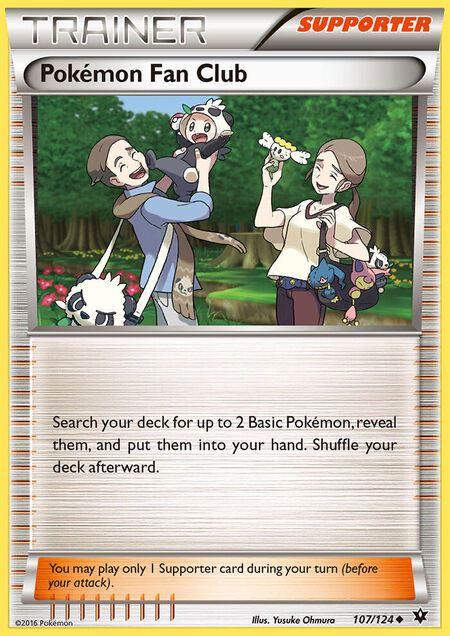 TRAINER
SUPPORTER
Pokémon Fan Club
Search your deck for up to 2 Basic Pokémon, reveal
them, and put them into your hand. Shuffle your
deck afterward.
You may play only 1 Supporter card during your turn (before
your attack).
©2016 Pokémon
Illus. Yusuke Ohmura
107/124